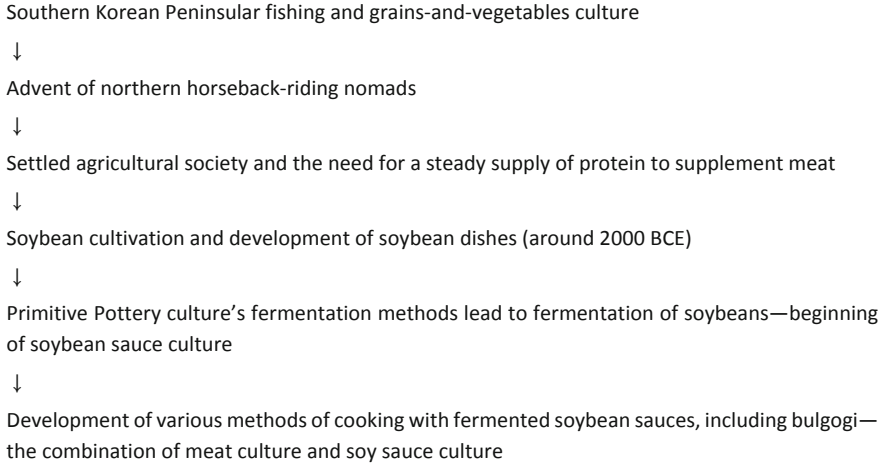 Southern Korean Peninsular fishing and grains-and-vegetables culture
↓
Advent of northern horseback-riding nomads
↓
Settled agricultural society and the need for a steady supply of protein to supplement meat
↓
Soybean cultivation and development of soybean dishes (around 2000 BCE)
↓
Primitive Pottery culture’s fermentation methods lead to fermentation of soybeans—beginning
of soybean sauce culture
↓
Development of various methods of cooking with fermented soybean sauces, including bulgogi—
the combination of meat culture and soy sauce culture